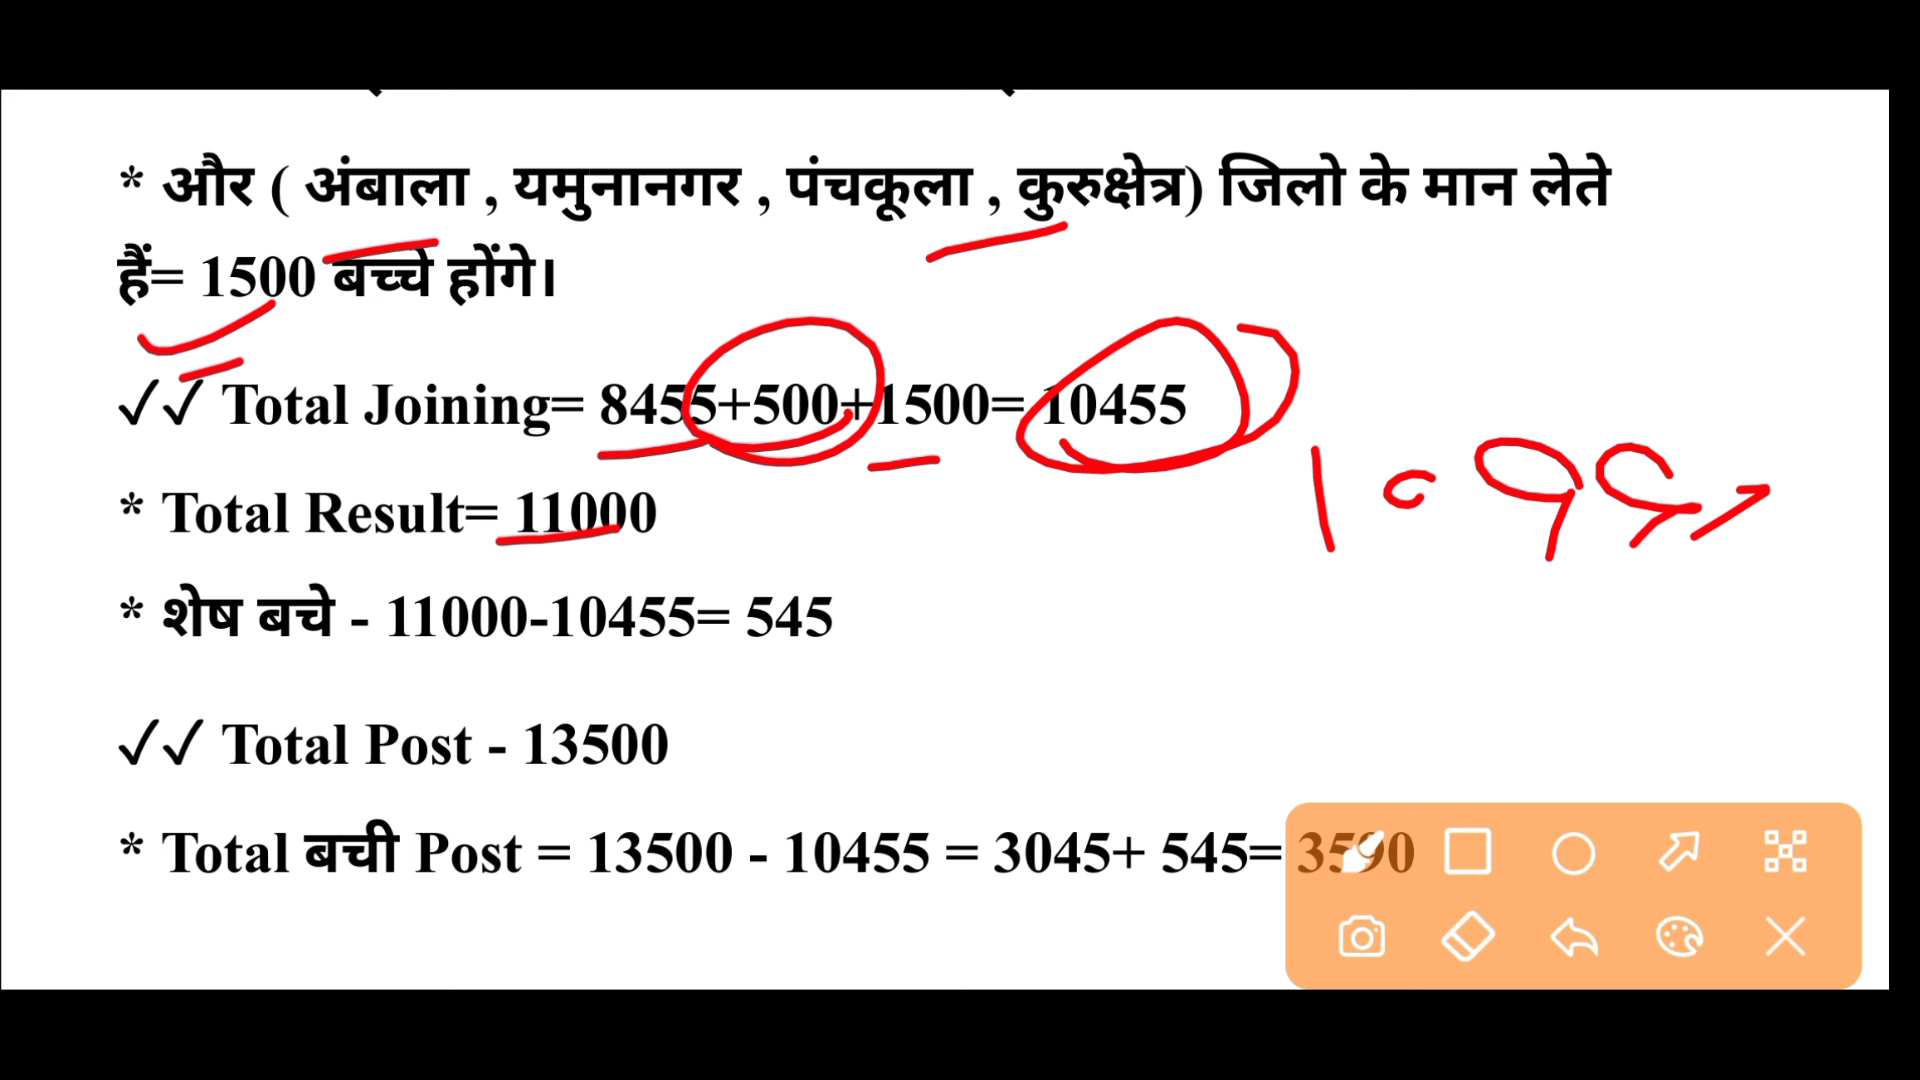 * और ( अंबाला , यमुनानगर , पंचकूला , कुरुक्षेत्र) जिलो के मान लेते
हैं= 1500 बच्चे होंगे।
✓✓ Total Joining= 8455+500+1500= 10455
* Total Result= 11000
* शेष बचे - 11000-10455= 545
✓✓ Total Post - 13500
* Total बची Post = 13500 - 10455 = 3045+ 545= 3590